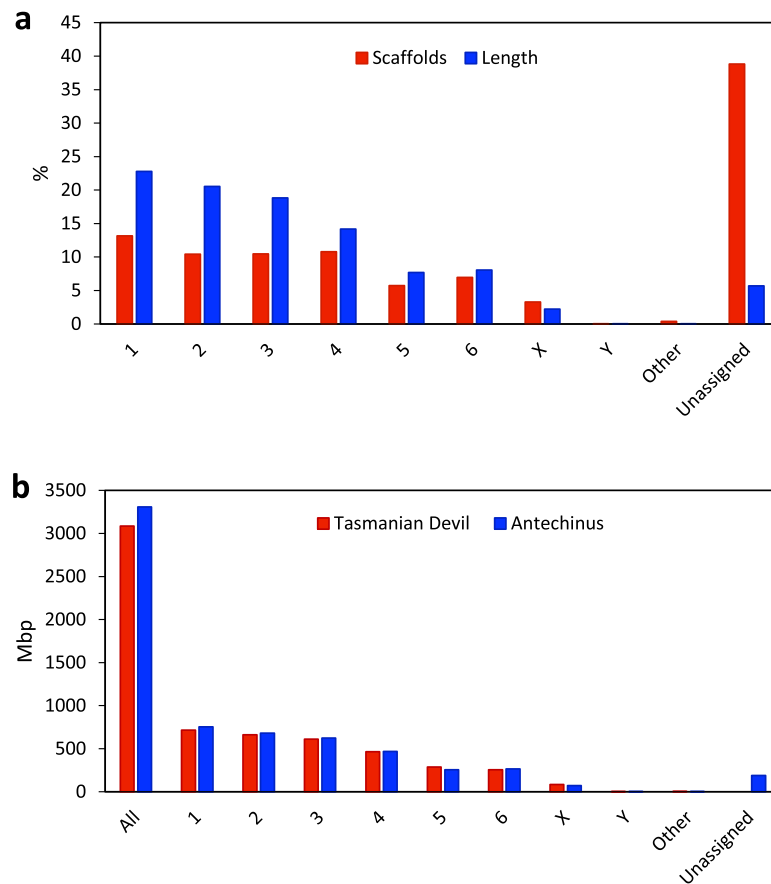 a
45
40
35
30
25
20
15
10
5
0
%
Scaffolds Length
1 2 3 4 5 6 X Y Other Unassigned
b
3500
3000
2500
2000
1500
1000
500
0
Mbp
Tasmanian Devil Antechinus
All 1 2 3 4 5 6 X Y Other Unassigned